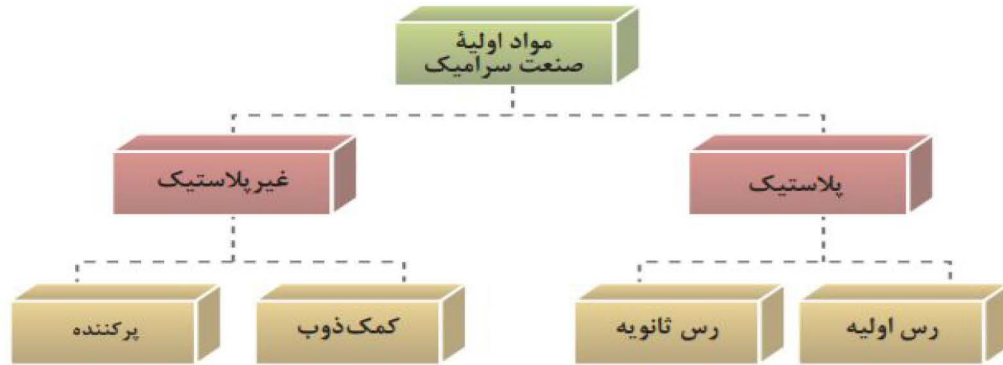 مواد اولیهٔ
صنعت سرامیک
پلاستیک
غیرپلاستیک
رس اولیه
رس ثانویه
کمک‌ذوب
پرکننده